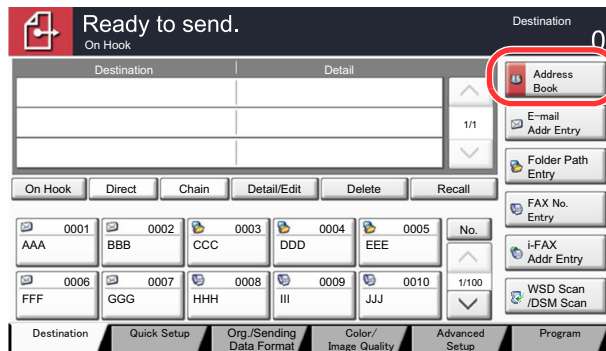 Ready to send.
Destination
On Hook
0
Destination Detail
Address
Book
1/1
E-mail
Addr Entry
Folder Path
Entry
On Hook Direct Chain Detail/Edit Delete Recall
FAX No.
Entry
0001 0002 0003 0004 0005 No.
AAA BBB CCC DDD EEE
i-FAX
Addr Entry
0006 0007 0008 0009 0010 1/100
FFF GGG HHH III JJJ
WSD Scan
/DSM Scan
Destination Quick Setup Org./Sending
Data Format Color/
Image Quality Advanced
Setup Program